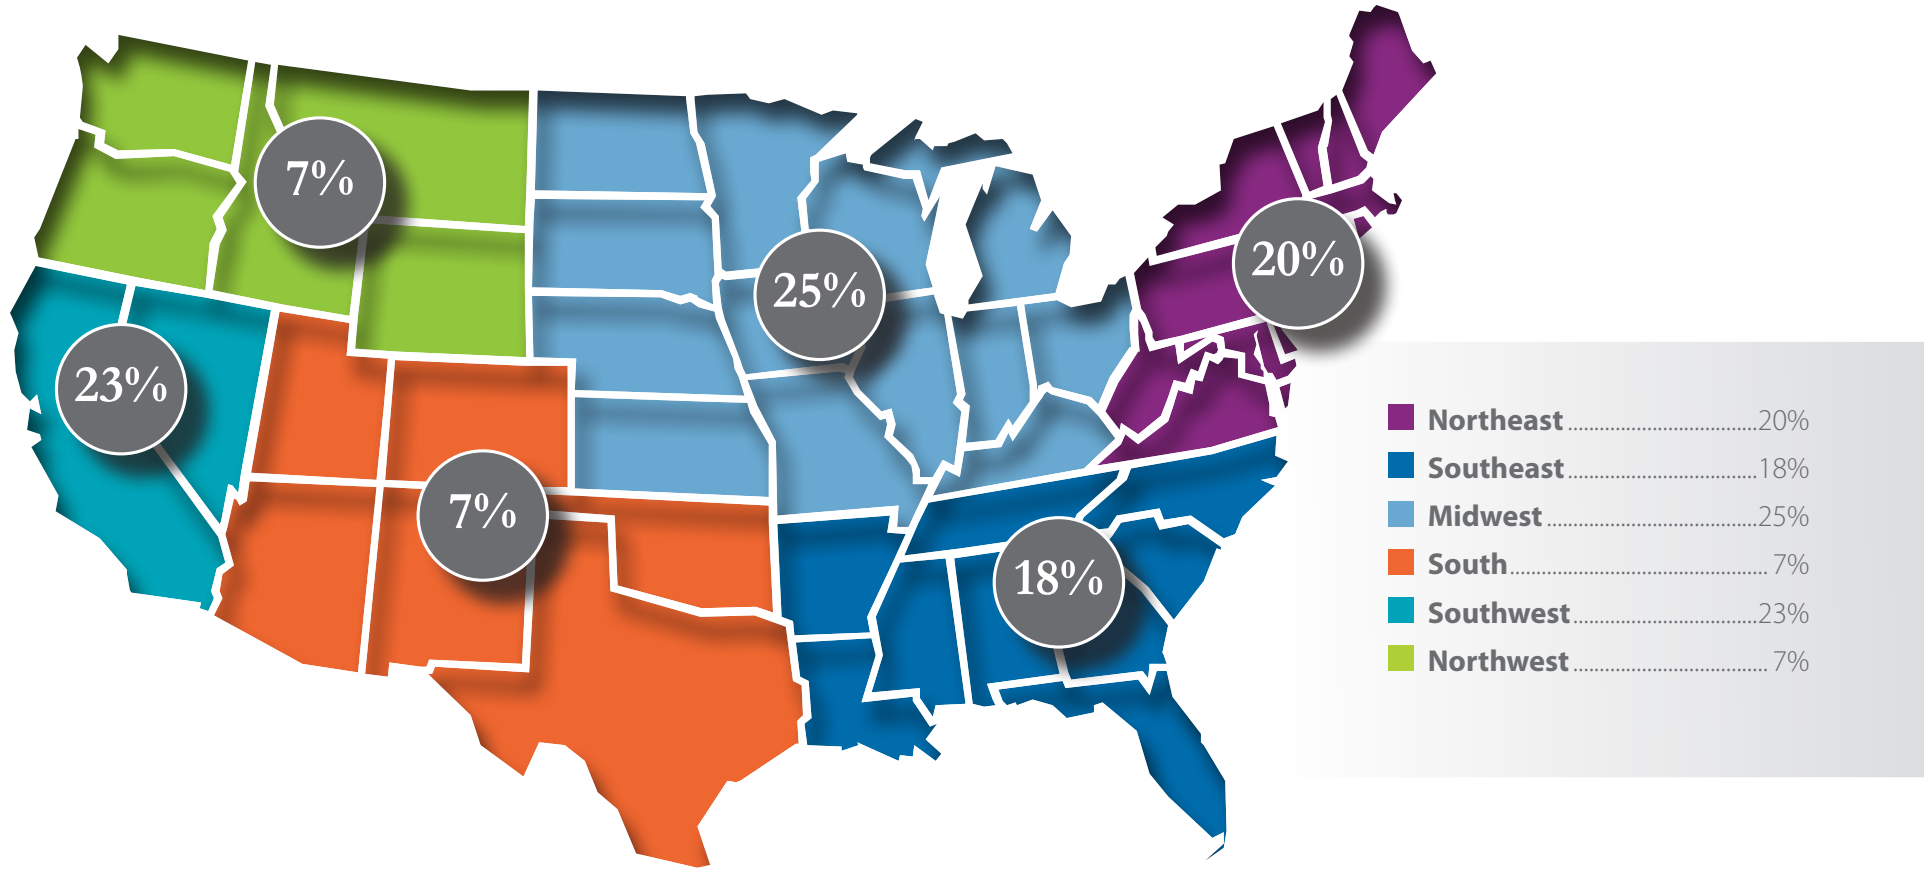 7%
20%
25%
23%
7%
18%
Northeast 20%
Southeast 18%
Midwest 25%
South 7%
Southwest 23%
Northwest 7%